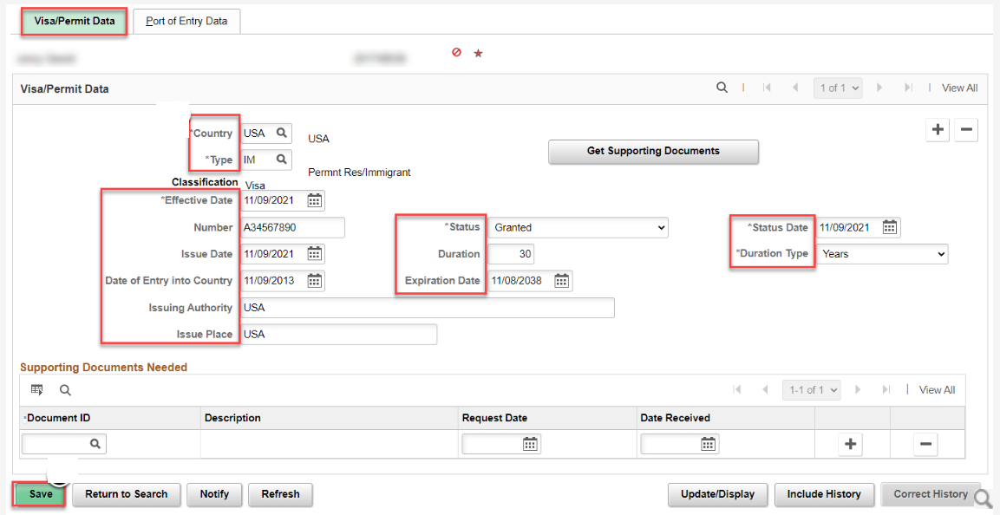 Visa/Permit Data Port of Entry Data
Visa/Permit Data 1 of 1 View All
*Country USA USA
Get Supporting Documents
*Type IM
Permnt Res/Immigrant
Classification Visa
*Effective Date 11/09/2021
Number A34567890 *Status Granted *Status Date 11/09/2021
Issue Date 11/09/2021 Duration 30 *Duration Type Years
Date of Entry into Country 11/09/2013 Expiration Date 11/08/2038
Issuing Authority USA
Issue Place USA
Supporting Documents Needed
1-1 of 1 View All
*Document ID Description Request Date Date Received
Save Return to Search Notify Refresh Update/Display Include History Correct History